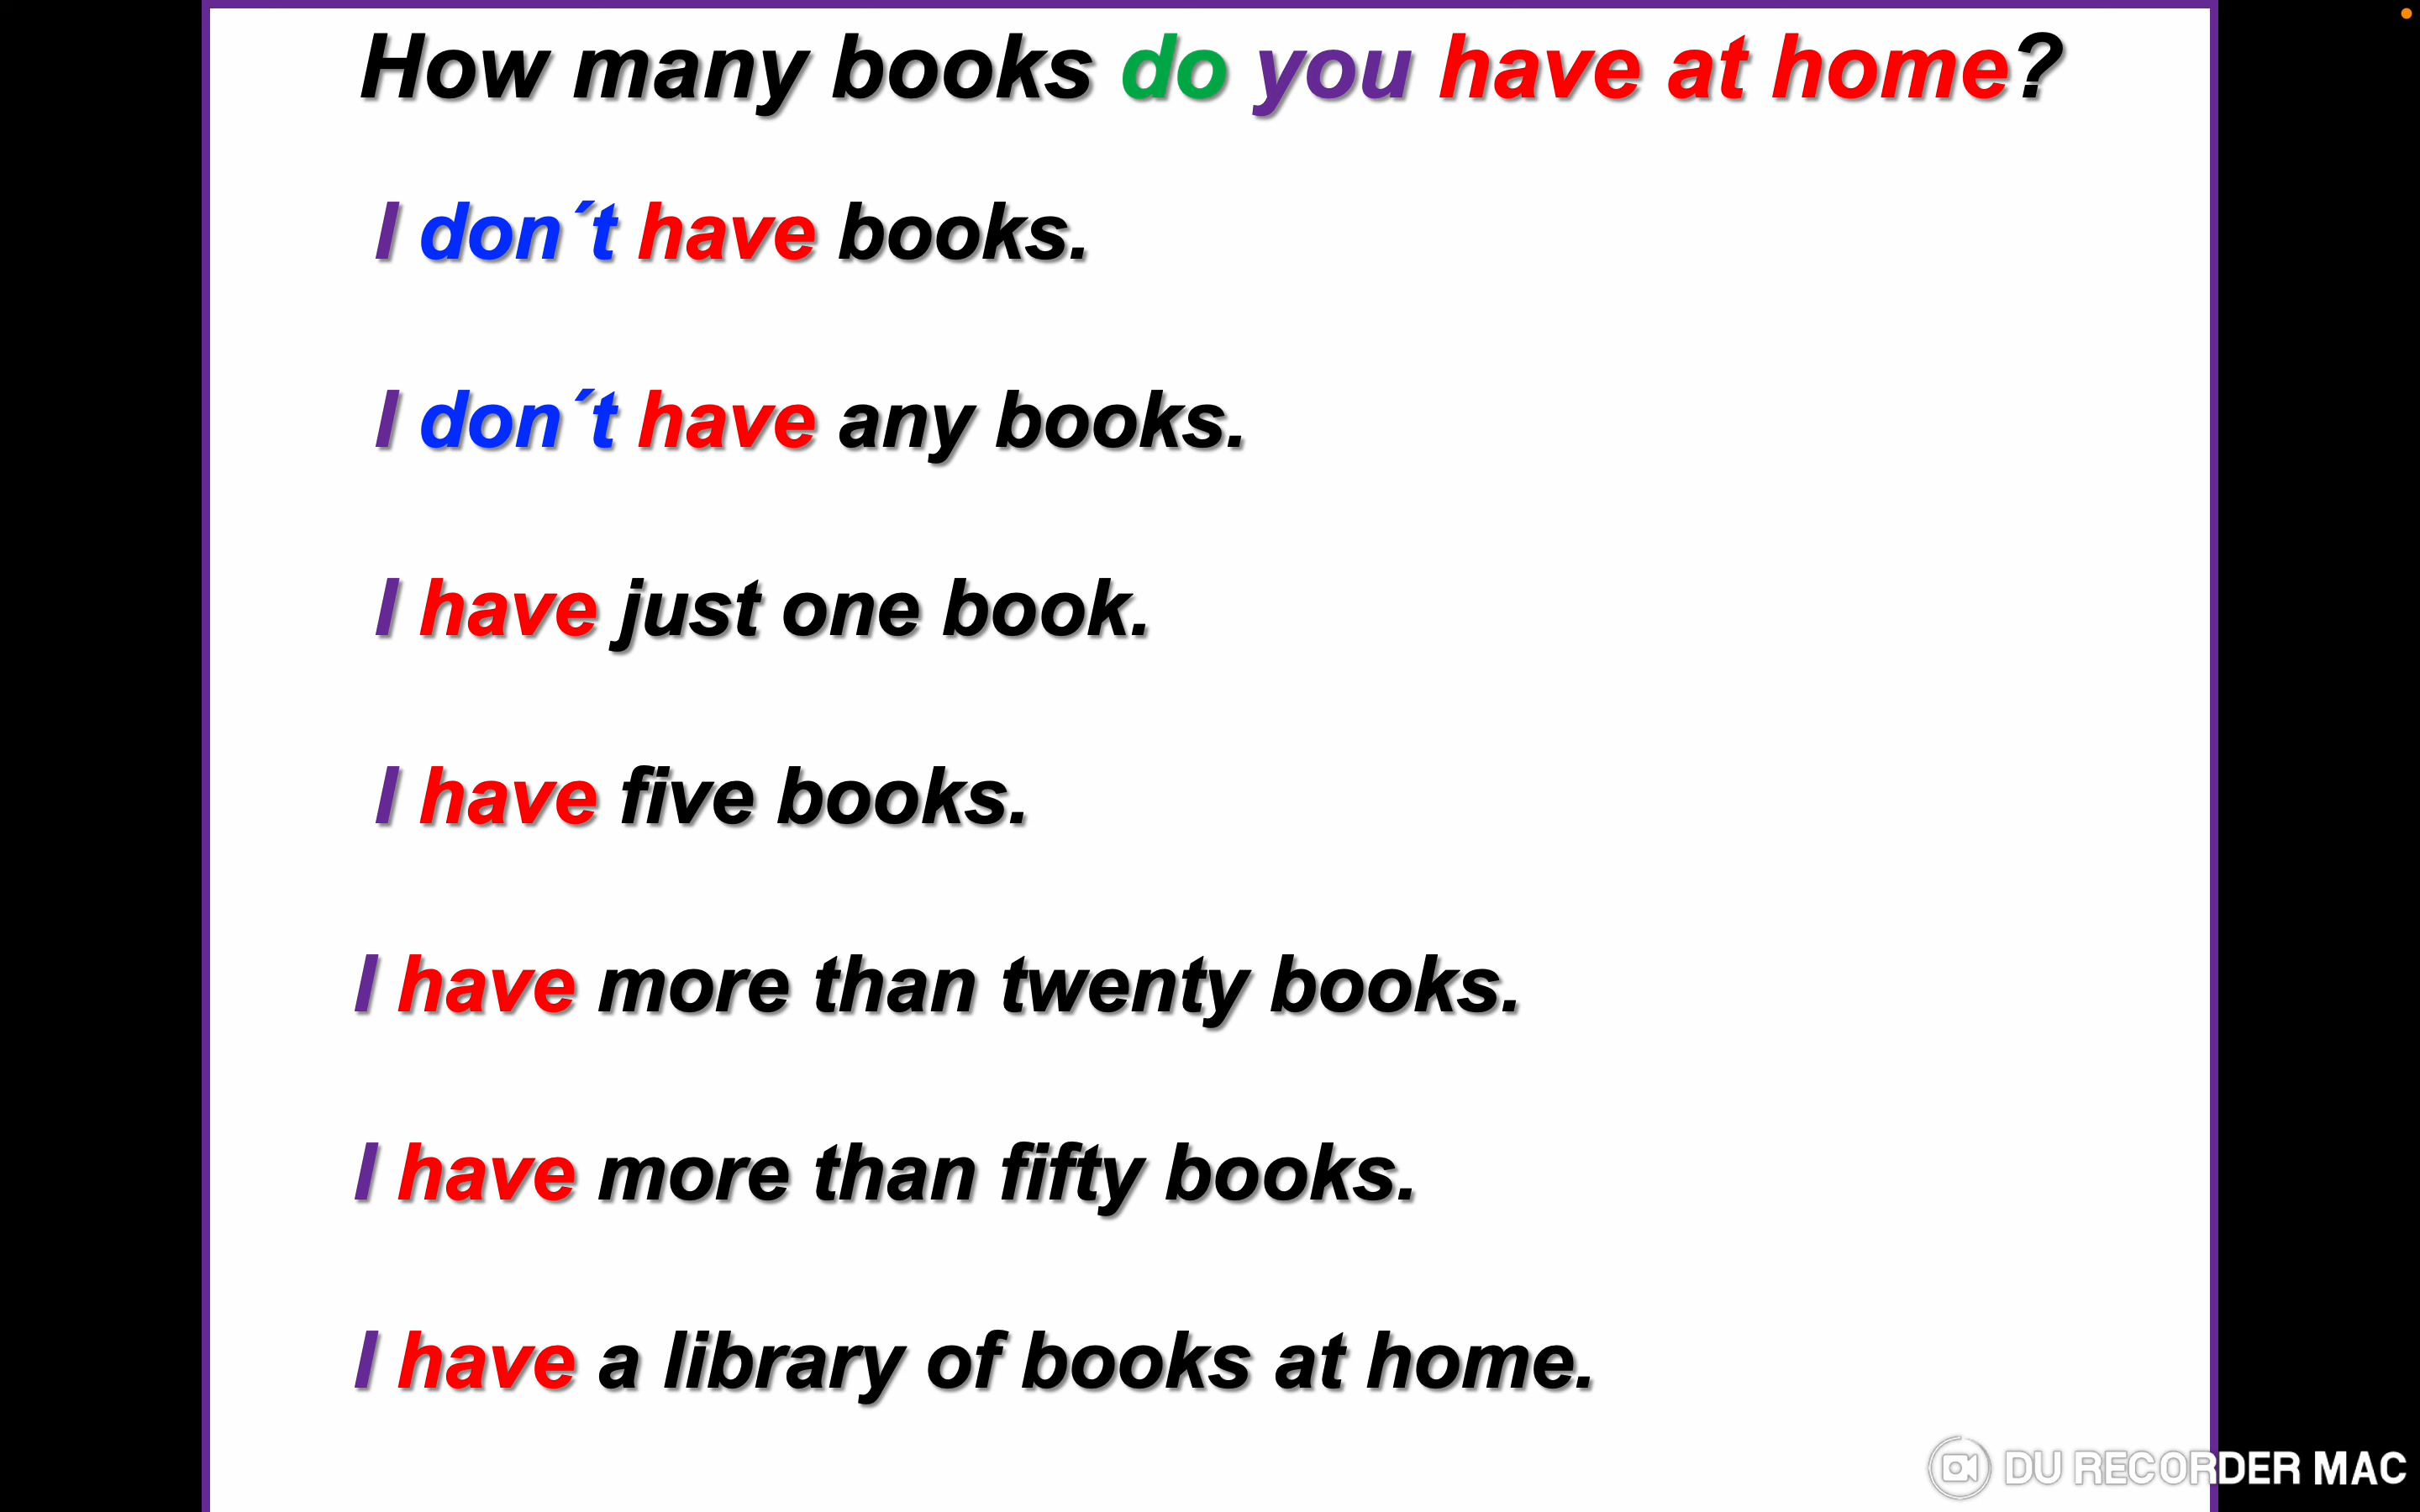 How many books do you have at home?
I don´t have books.
I don´t have any books.
I have just one book.
I have five books.
I have more than twenty books.
I have more than fifty books.
I have a library of books at home.
DU RECORDER MAC